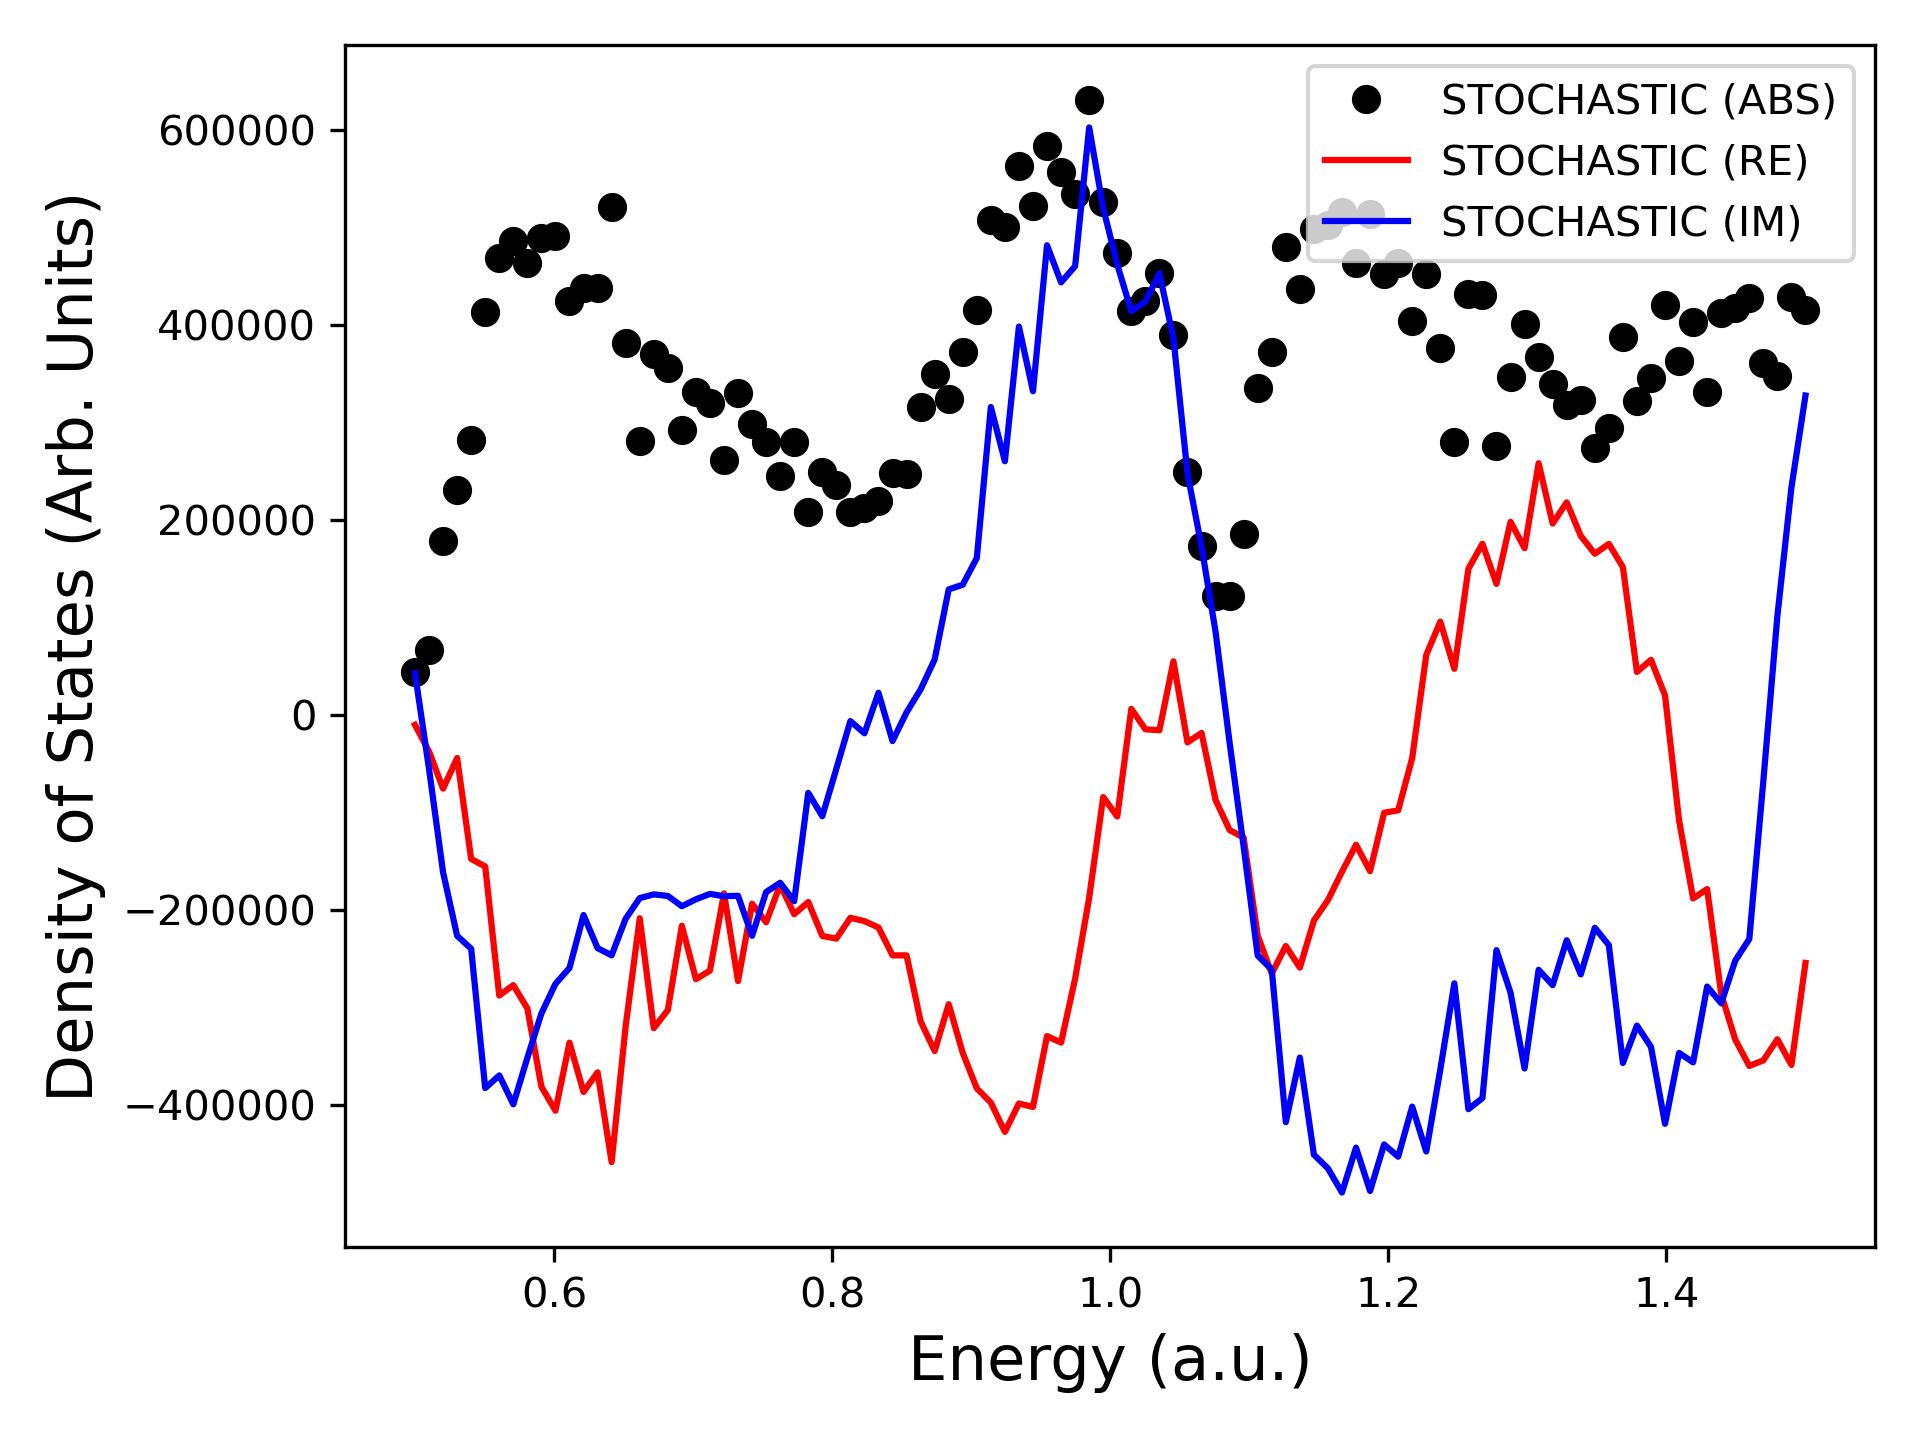 STOCHASTIC (ABS)
STOCHASTIC (RE)
STOCHASTIC (IM)
600000
400000
200000
0
−200000
−400000
Density of States (Arb. Units)
0.6 0.8 1.0 1.2 1.4
Energy (a.u.)